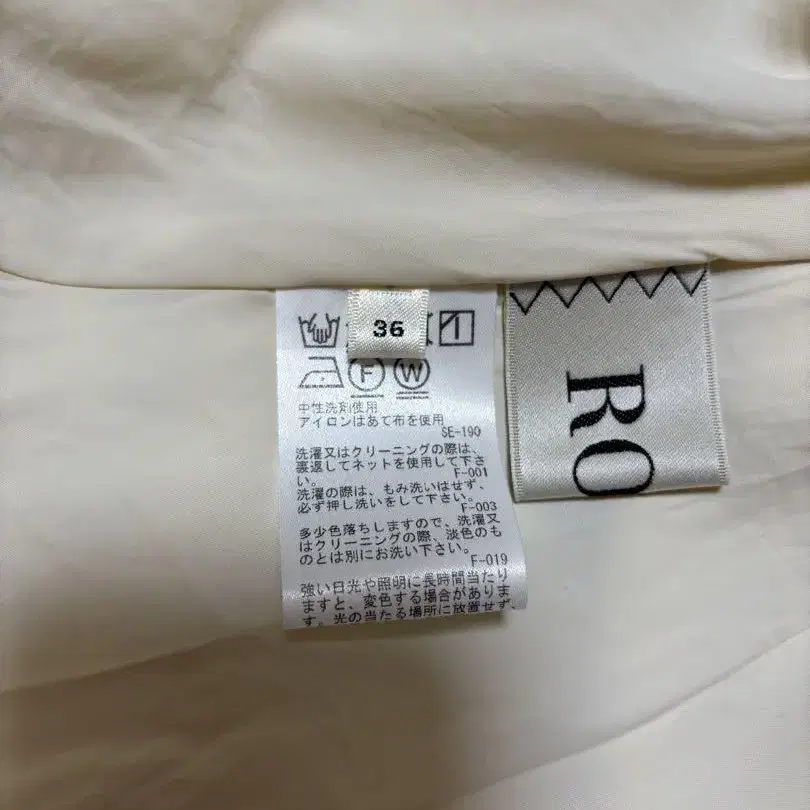 36
F W
中性洗剤使用
アイロンはあて布を使用
SE-190
洗濯又はクリーニングの際は、
裏返してネットを使用して下さ
い。
F-001
洗濯の際は、もみ洗いはせず、
必ず押し洗いをして下さい。
F-003
多少色落ちしますので、洗濯又
はクリーニングの際、淡色のも
のとは別にお洗い下さい。
F-019
強い日光や照明に長時間当たり
ますと、変色する場合がありま
す。光の当たる場所に放置せず、
RO